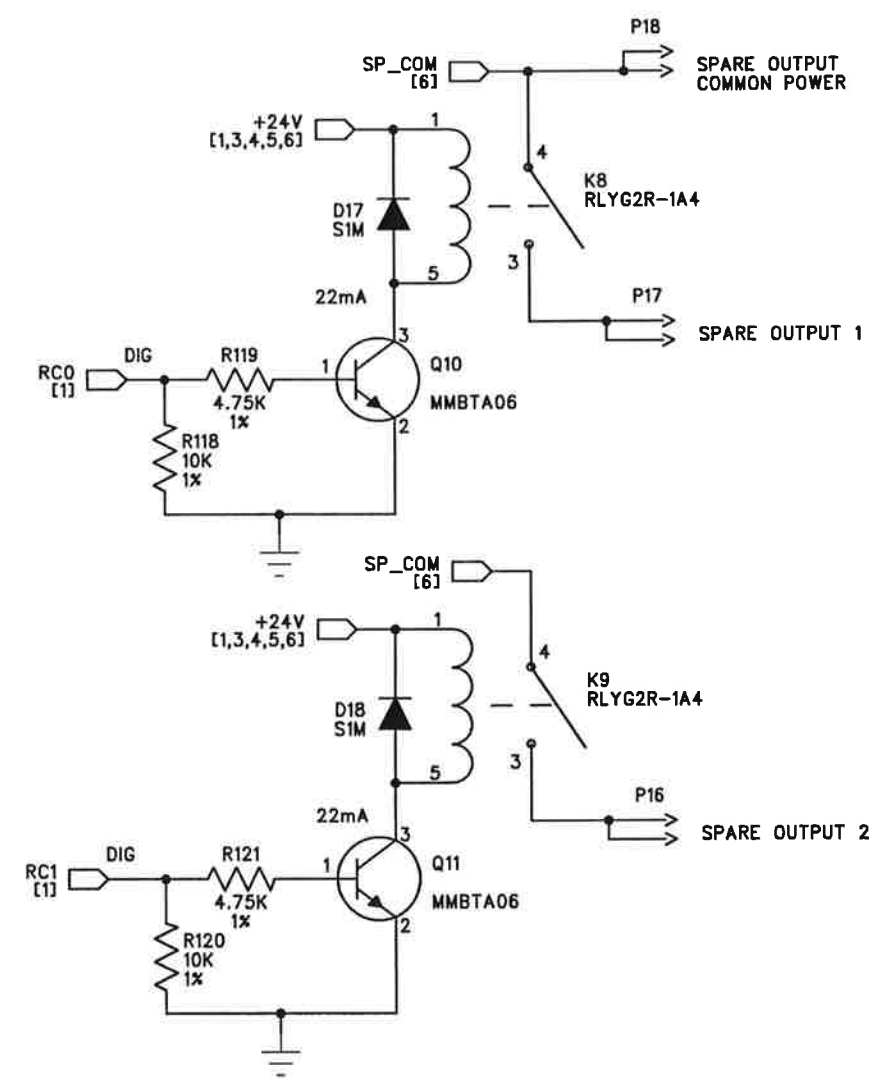 P18
SP_COM
[6]
SPARE OUTPUT
COMMON POWER
+24V
[1,3,4,5,6]
1
4
K8
RLYG2R-1A4
D17
S1M
3
5
22mA
P17
SPARE OUTPUT 1
3
DIG
R119
1
Q10
RC0
[1]
4.75K
1%
MMBTA06
2
R118
10K
1%
SP_COM
[6]
+24V
[1,3,4,5,6]
1
4
K9
RLYG2R-1A4
D18
S1M
3
5
22mA
P16
SPARE OUTPUT 2
3
DIG
R121
1
Q11
RC1
[1]
4.75K
1%
MMBTA06
2
R120
10K
1%